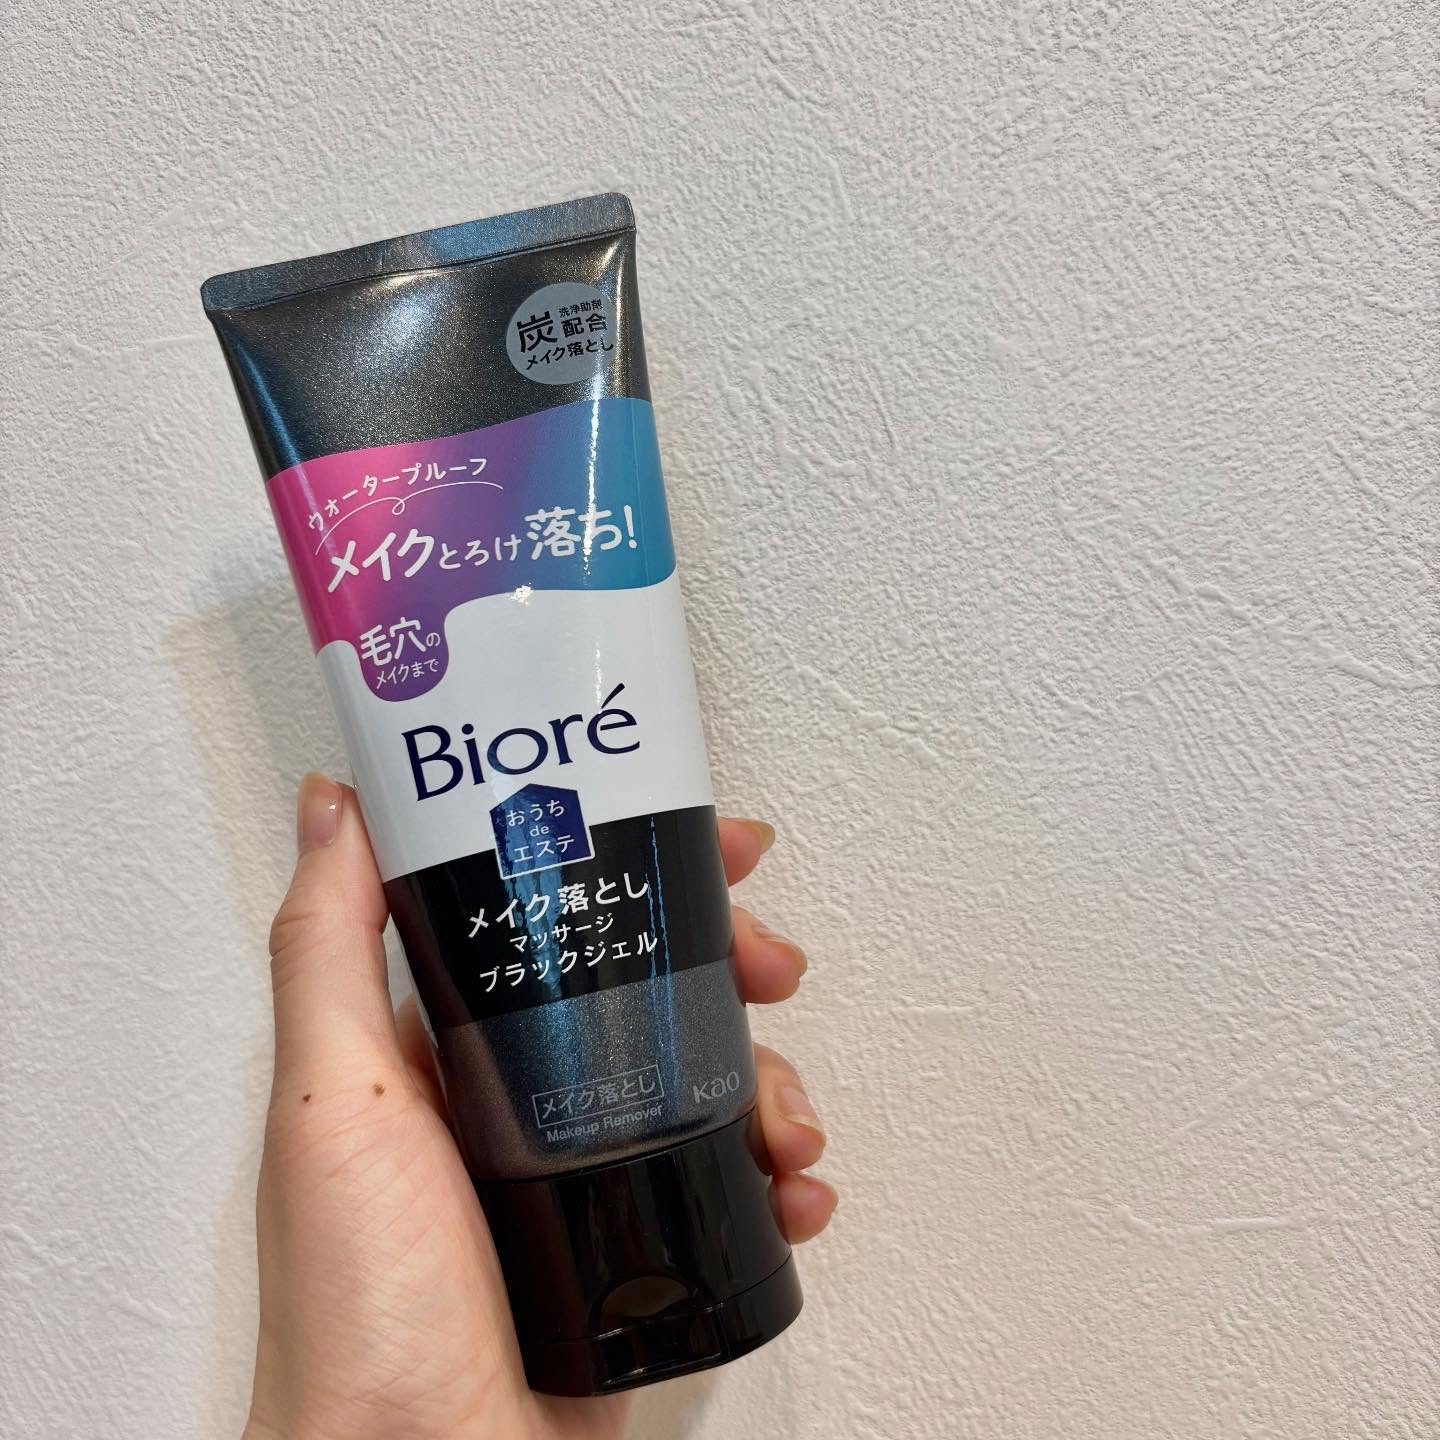 洗浄助剤
炭配合
メイク落とし
ウォータープルーフ
メイクとろけ落ち!
毛穴の
メイクまで
Bioré
おうち
de
エステ
メイク落とし
マッサージ
ブラックジェル
メイク落とし
Makeup Remover
Kao